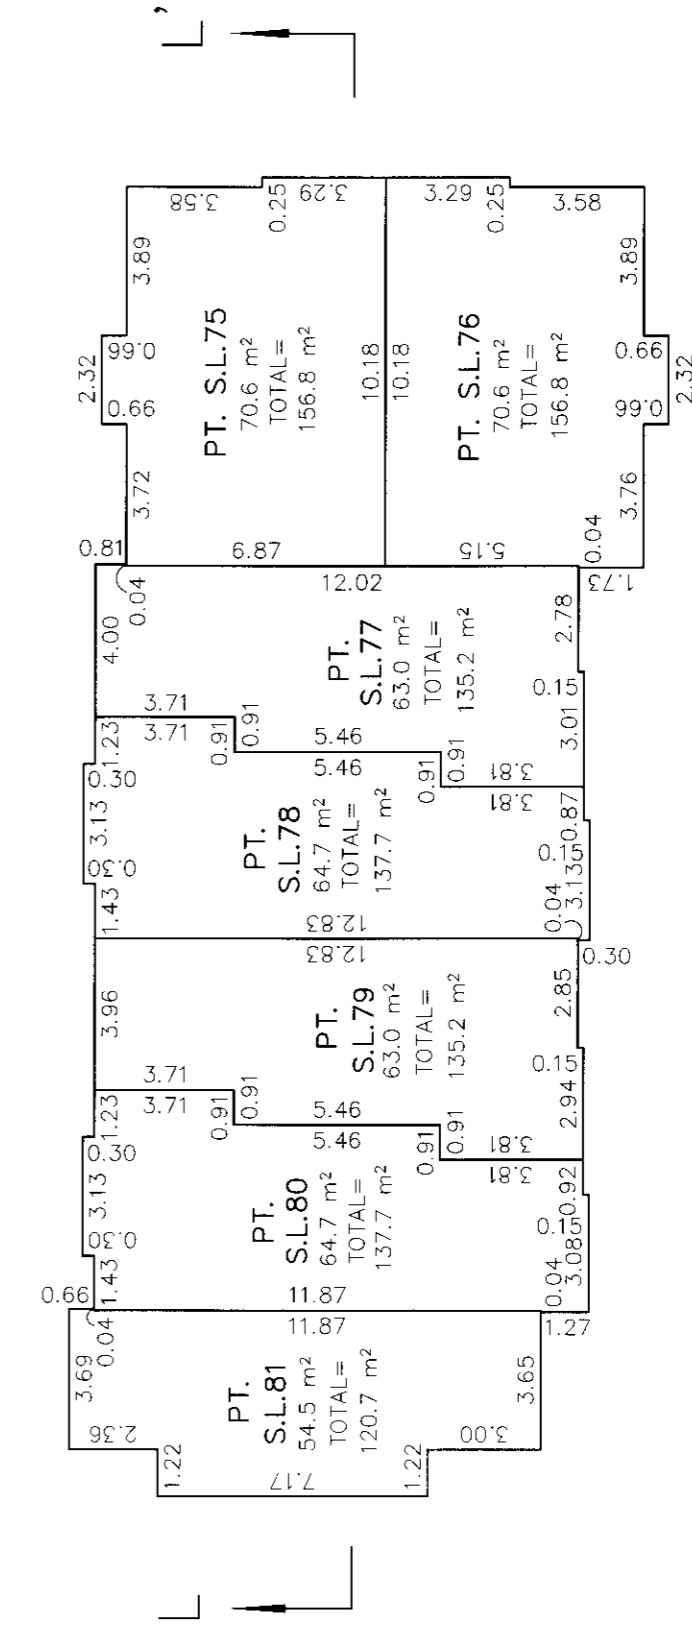 3.58
0.25
3.29
3.29
0.25
3.58
3.89
3.89
2.32
0.66
0.66
PT. S.L.75
70.6 m²
TOTAL=
156.8 m²
10.18
10.18
PT. S.L.76
70.6 m²
TOTAL=
156.8 m²
0.66
0.66
2.32
3.72
3.76
0.81
6.87
5.15
0.04
1.73
0.04
12.02
4.00
PT.
S.L.77
63.0 m²
TOTAL=
135.2 m²
2.78
0.15
3.01
3.71
3.71
0.91
0.91
5.46
5.46
0.91
0.91
3.81
3.81
1.23
0.30
3.13
0.30
1.43
PT.
S.L.78
64.7 m²
TOTAL=
137.7 m²
0.87
0.15
3.13
0.04
12.83
12.83
0.30
3.96
PT.
S.L.79
63.0 m²
TOTAL=
135.2 m²
2.85
0.15
2.94
3.71
3.71
0.91
0.91
5.46
5.46
0.91
0.91
3.81
3.81
1.23
0.30
3.13
0.30
1.43
PT.
S.L.80
64.7 m²
TOTAL=
137.7 m²
0.92
0.15
3.08
0.04
0.66
11.87
11.87
1.27
0.04
3.69
PT.
S.L.81
54.5 m²
TOTAL=
120.7 m²
3.65
2.36
3.00
1.22
7.17
1.22